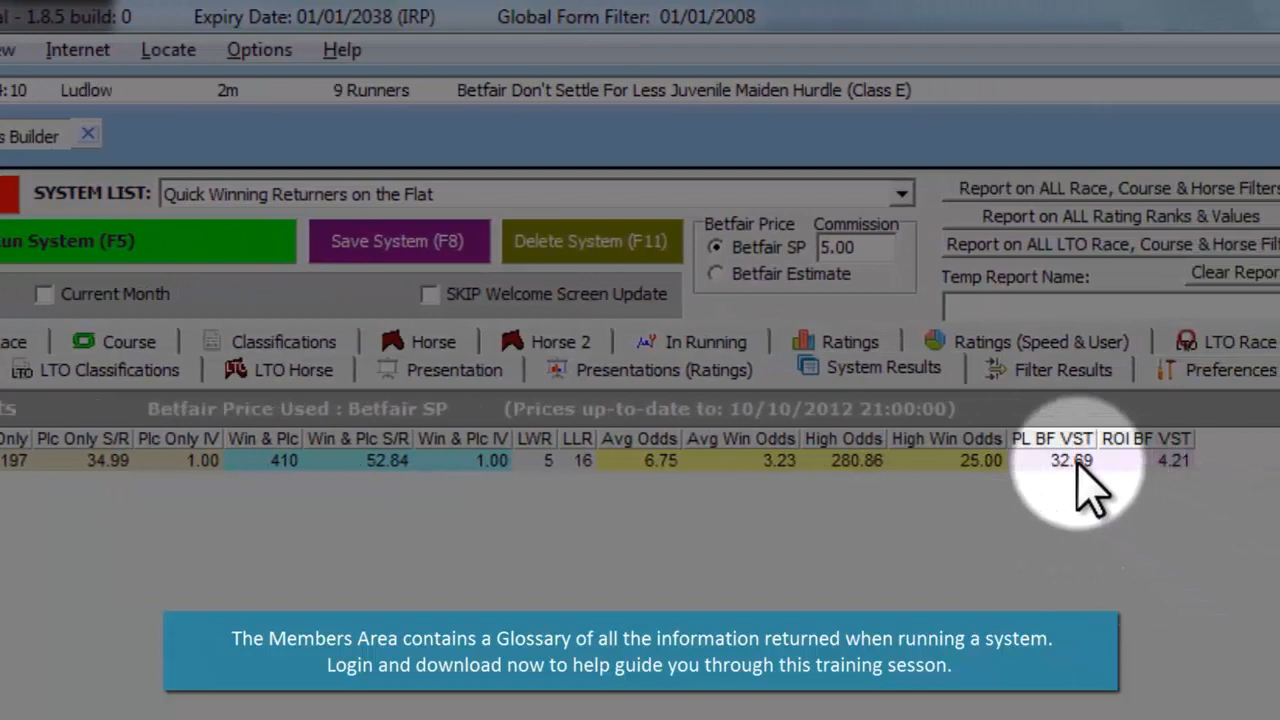 al - 1.8.5 build: 0 Expiry Date: 01/01/2038 (IRP) Global Form Filter: 01/01/2008
ew Internet Locate Options Help
4:10 Ludlow 2m 9 Runners Betfair Don't Settle For Less Juvenile Maiden Hurdle (Class E)
s Builder
SYSTEM LIST: Quick Winning Returners on the Flat
Report on ALL Race, Course & Horse Filters
Betfair Price Commission
Report on ALL Rating Ranks & Values
un System (F5) Save System (F8) Delete System (F11) Betfair SP 5.00
Report on ALL LTO Race, Course & Horse Filt
Betfair Estimate Temp Report Name: Clear Repor
Current Month SKIP Welcome Screen Update
ace Course Classifications Horse Horse 2 In Running Ratings Ratings (Speed & User) LTO Race
LTO Classifications LTO Horse Presentation Presentations (Ratings) System Results Filter Results Preferences
ts Betfair Price Used : Betfair SP (Prices up-to-date to: 10/10/2012 21:00:00)
Only Plc Only S/R Plc Only IV Win & Plc Win & Plc S/R Win & Plc IV LWR LLR Avg Odds Avg Win Odds High Odds High Win Odds PL BF VST ROI BF VST
197 34.99 1.00 410 52.84 1.00 5 16 6.75 3.23 280.86 25.00 32.69 4.21
The Members Area contains a Glossary of all the information returned when running a system.
Login and download now to help guide you through this training sesson.